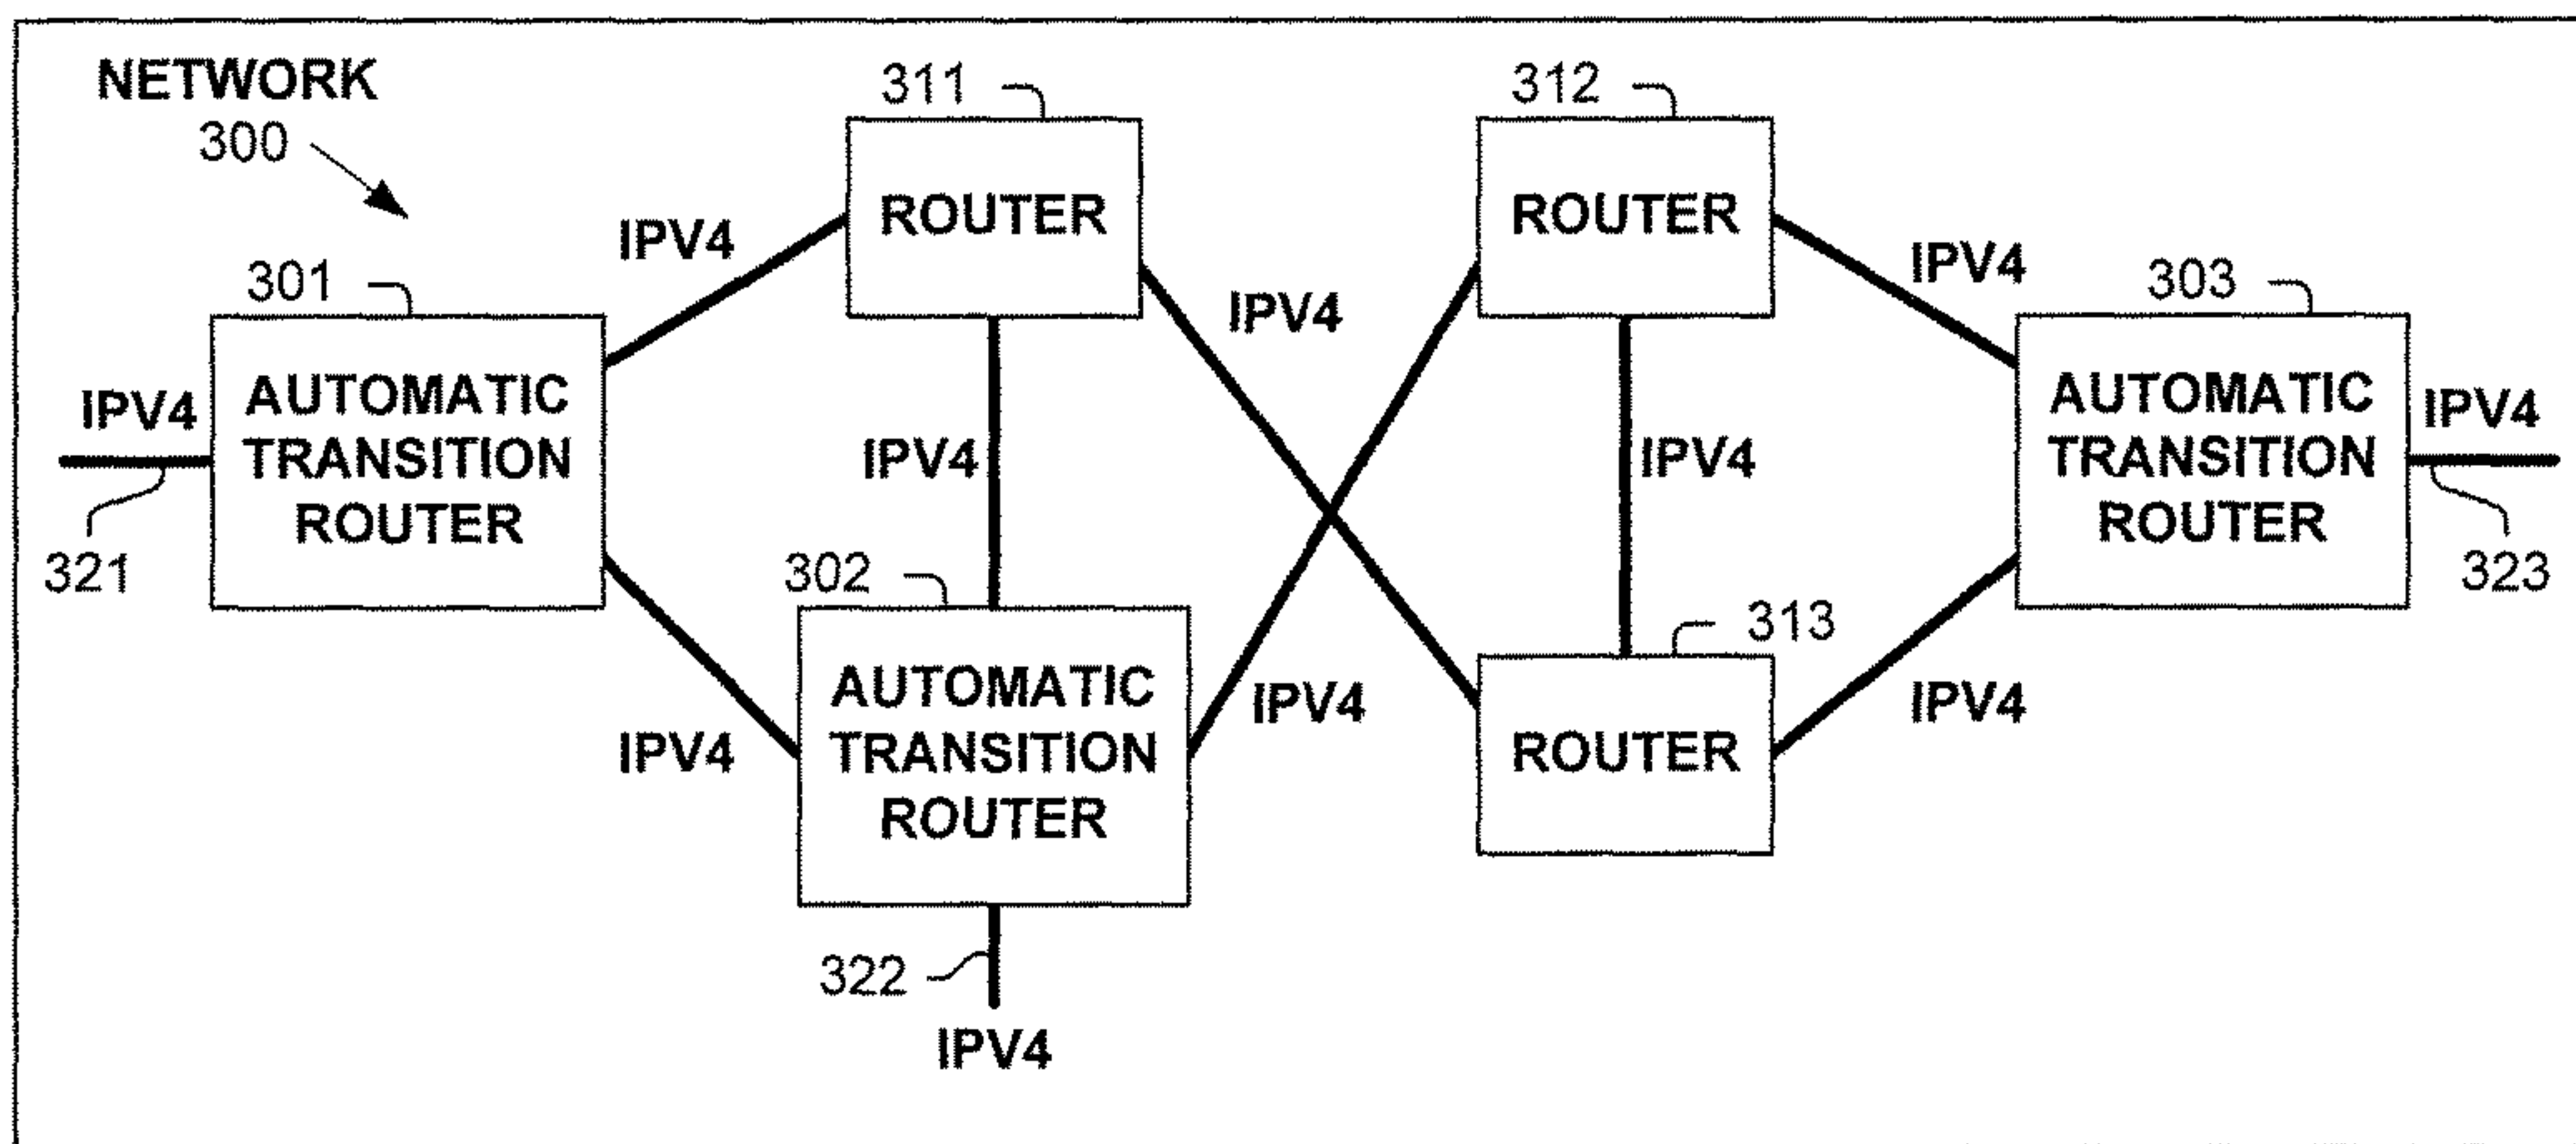 NETWORK
300
311
312
ROUTER
ROUTER
IPV4
IPV4
IPV4
301
303
IPV4
AUTOMATIC
TRANSITION
ROUTER
IPV4
IPV4
AUTOMATIC
TRANSITION
ROUTER
IPV4
321
323
302
313
IPV4
AUTOMATIC
TRANSITION
ROUTER
IPV4
ROUTER
IPV4
322
IPV4